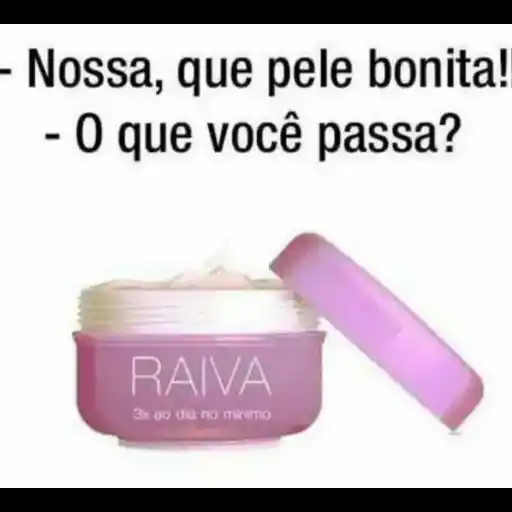 - Nossa, que pele bonita!!
- O que você passa?
RAIVA
3x ao dia no mínimo